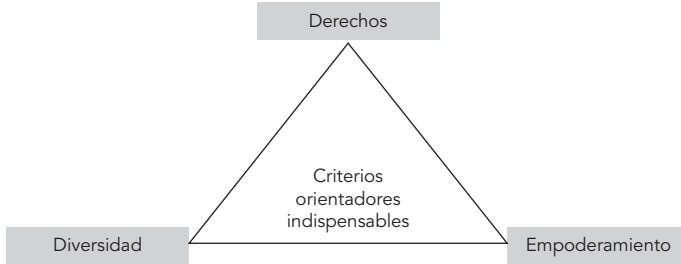 Derechos
Criterios
orientadores
indispensables
Diversidad
Empoderamiento